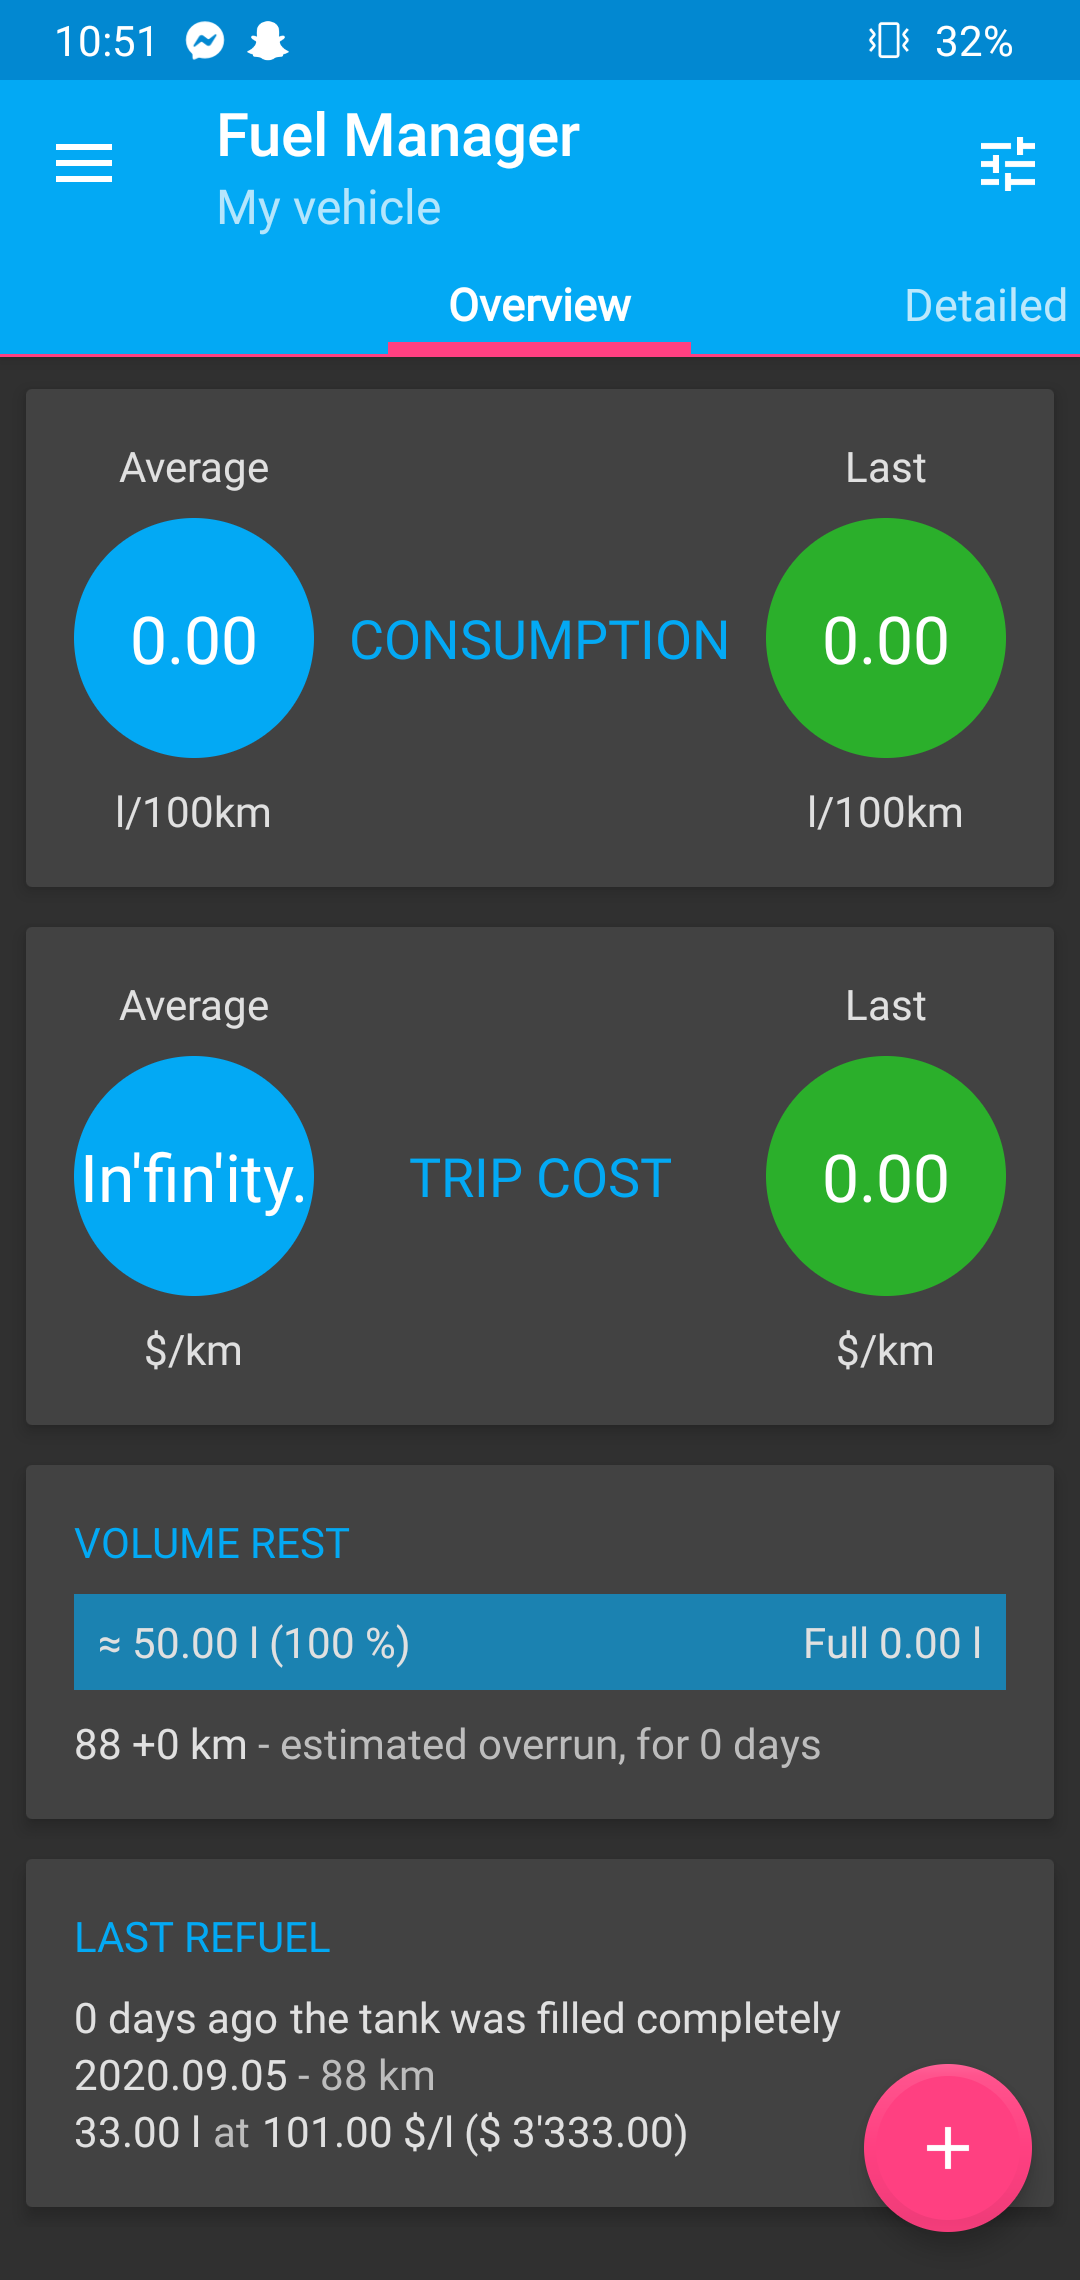 10:51 32%
Fuel Manager
My vehicle
Overview Detailed
Average Last
0.00 CONSUMPTION 0.00
l/100km l/100km
Average Last
In'fin'ity. TRIP COST 0.00
$/km $/km
VOLUME REST
≈ 50.00 l (100 %) Full 0.00 l
88 +0 km - estimated overrun, for 0 days
LAST REFUEL
0 days ago the tank was filled completely
2020.09.05 - 88 km
33.00 l at 101.00 $/l ($ 3'333.00)